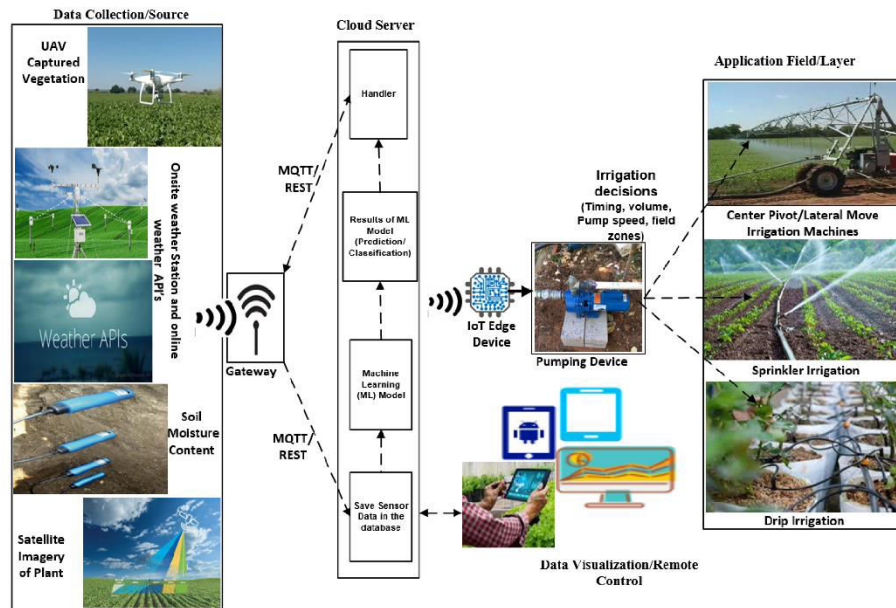 Data Collection/Source
UAV
Captured
Vegetation
Onsite weather Station and online
weather API's
Weather APIs
Soil
Moisture
Content
Satellite
Imagery
of Plant
Gateway
MQTT/
REST
MQTT/
REST
Cloud Server
Handler
Results of ML
Model
(Prediction/
Classification)
Machine
Learning
(ML) Model
Save Sensor
Data in the
database
IoT Edge
Device
Irrigation
decisions
(Timing, volume,
Pump speed, field
zones)
Pumping Device
Data Visualization/Remote
Control
Application Field/Layer
Center Pivot/Lateral Move
Irrigation Machines
Sprinkler Irrigation
Drip Irrigation